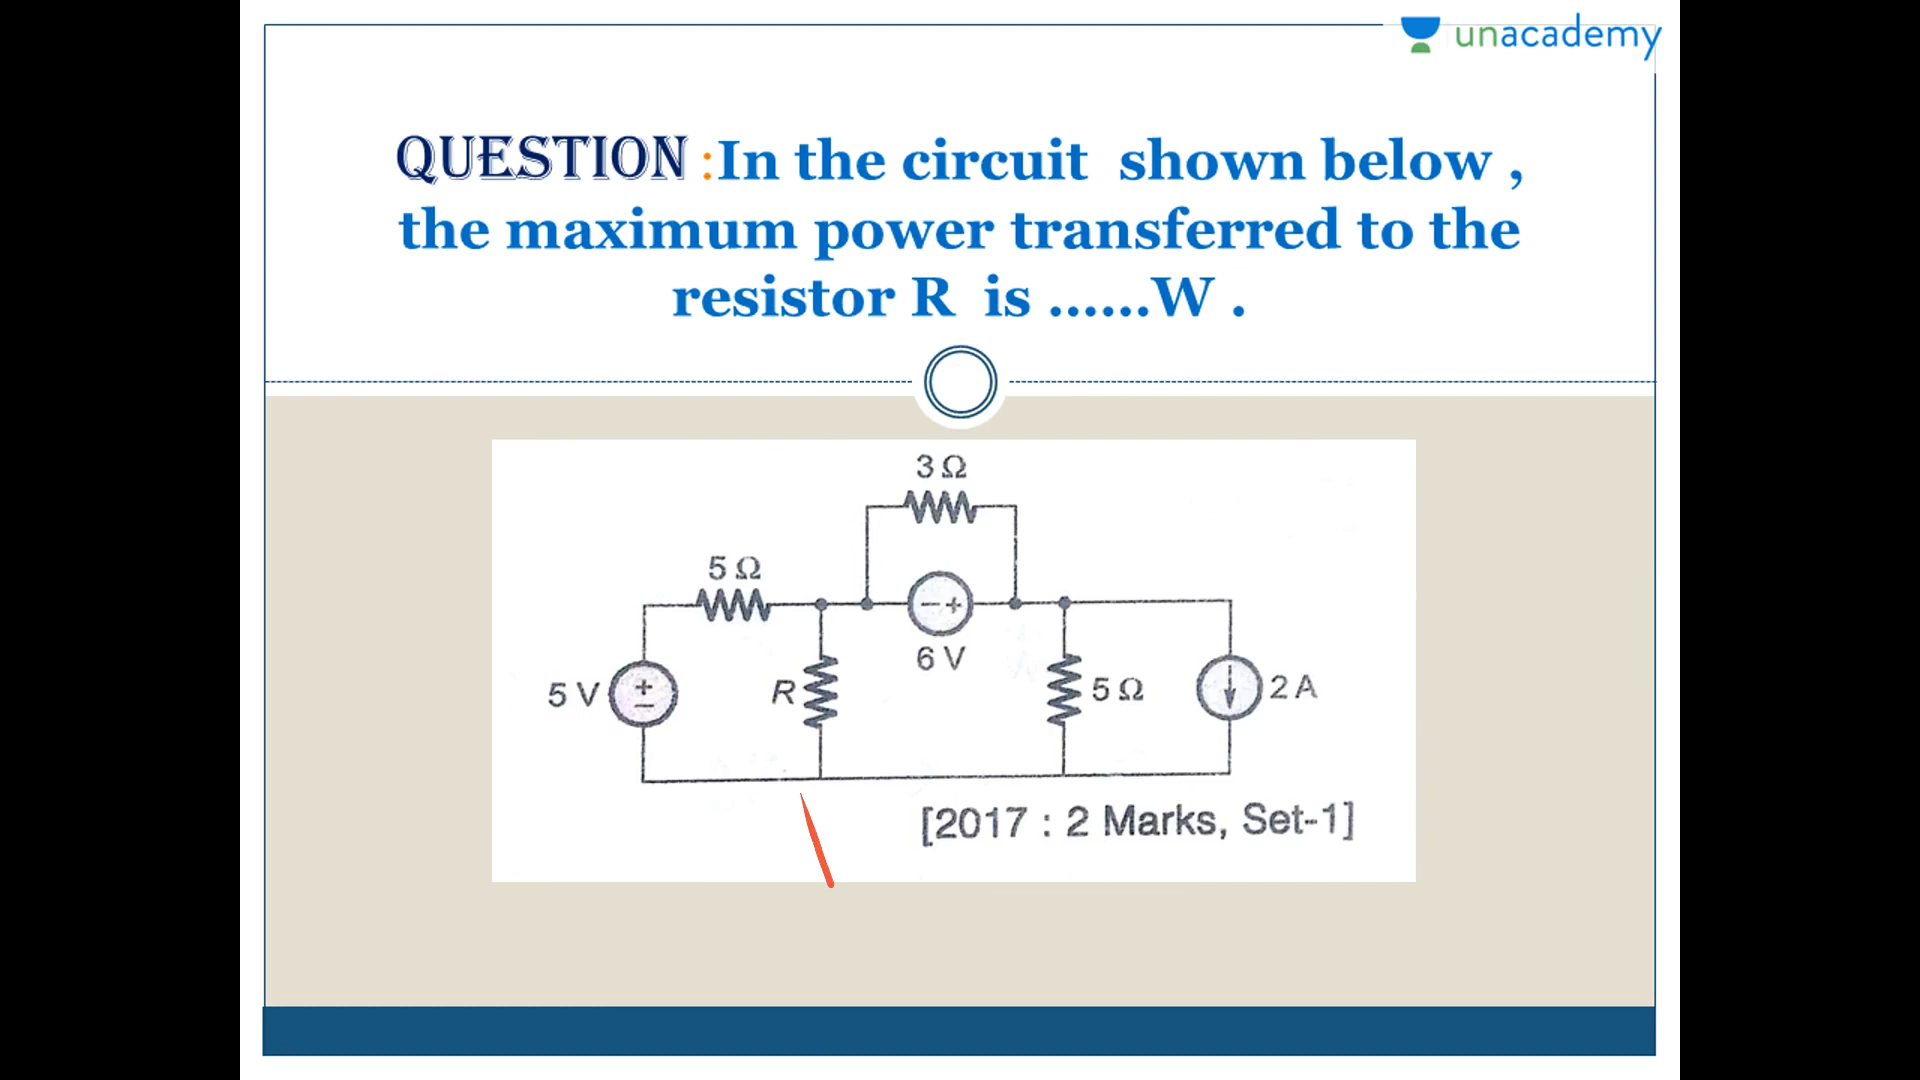 unacademy
QUESTION :In the circuit shown below ,
the maximum power transferred to the
resistor R is ......W .
3 Ω
5 Ω
− +
6 V
5 V
+
−
R
5 Ω
2 A
[2017 : 2 Marks, Set-1]